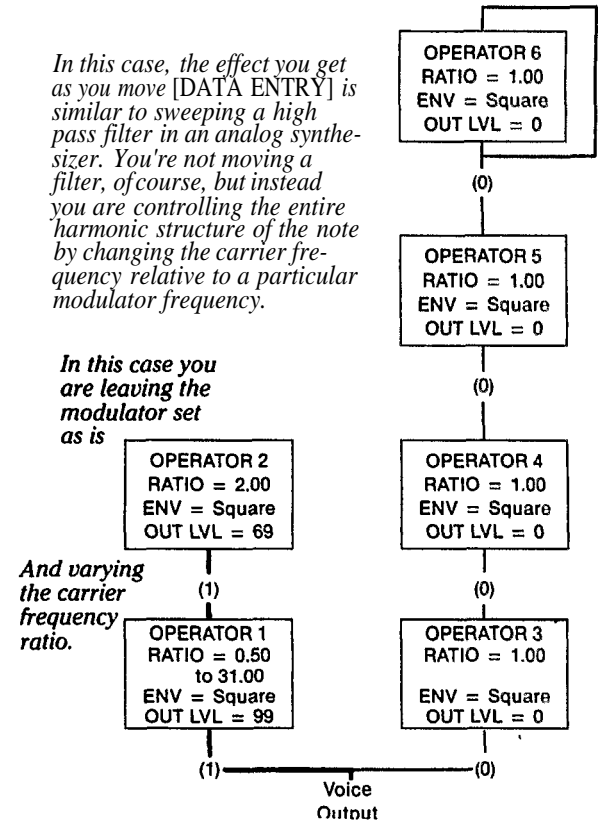 In this case, the effect you get
as you move [DATA ENTRY] is
similar to sweeping a high
pass filter in an analog synthe-
sizer. You're not moving a
filter, ofcourse, but instead
you are controlling the entire
harmonic structure of the note
by changing the carrier fre-
quency relative to a particular
modulator frequency.
OPERATOR 6
RATIO = 1.00
ENV = Square
OUT LVL = 0
(0)
OPERATOR 5
RATIO = 1.00
ENV = Square
OUT LVL = 0
(0)
In this case you
are leaving the
modulator set
as is
OPERATOR 2
RATIO = 2.00
ENV = Square
OUT LVL = 69
(1)
OPERATOR 4
RATIO = 1.00
ENV = Square
OUT LVL = 0
(0)
And varying
the carrier
frequency
ratio.
OPERATOR 1
RATIO = 0.50
to 31.00
ENV = Square
OUT LVL = 99
(1)
OPERATOR 3
RATIO = 1.00
ENV = Square
OUT LVL = 0
(0)
Voice
Output